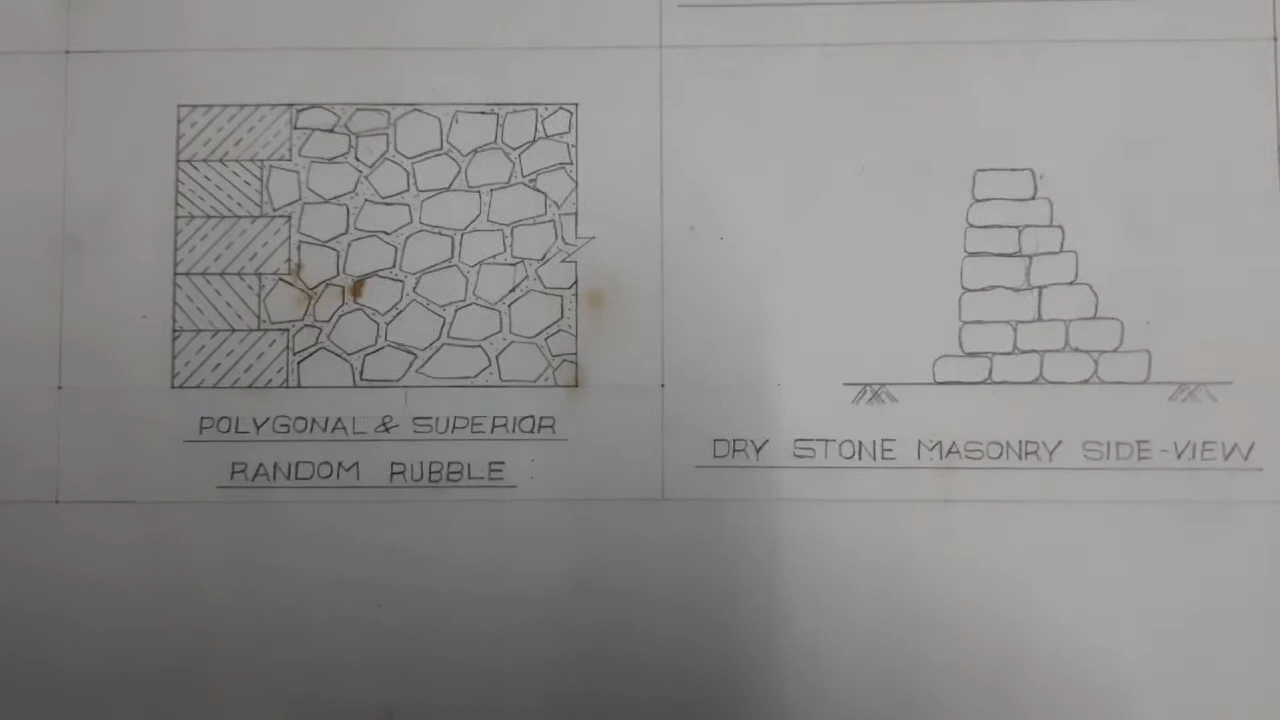 POLYGONAL & SUPERIOR
RANDOM RUBBLE
DRY STONE MASONRY SIDE-VIEW